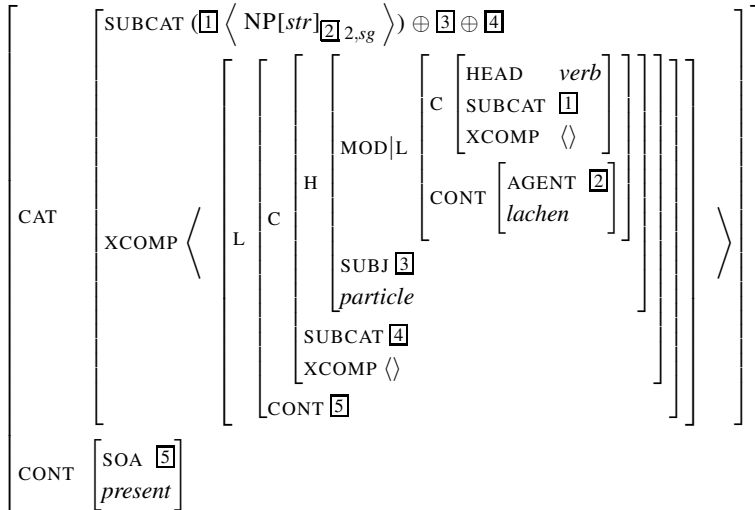 SUBCAT (1 ⟨ NP[str] 2 2,sg ⟩) ⊕ 3 ⊕ 4
HEAD verb
C SUBCAT 1
XCOMP ⟨⟩
MOD|L
H
CONT AGENT 2
lachen
C
CAT XCOMP ⟨ L ⟩
SUBJ 3
particle
SUBCAT 4
XCOMP ⟨⟩
CONT 5
CONT SOA 5
present